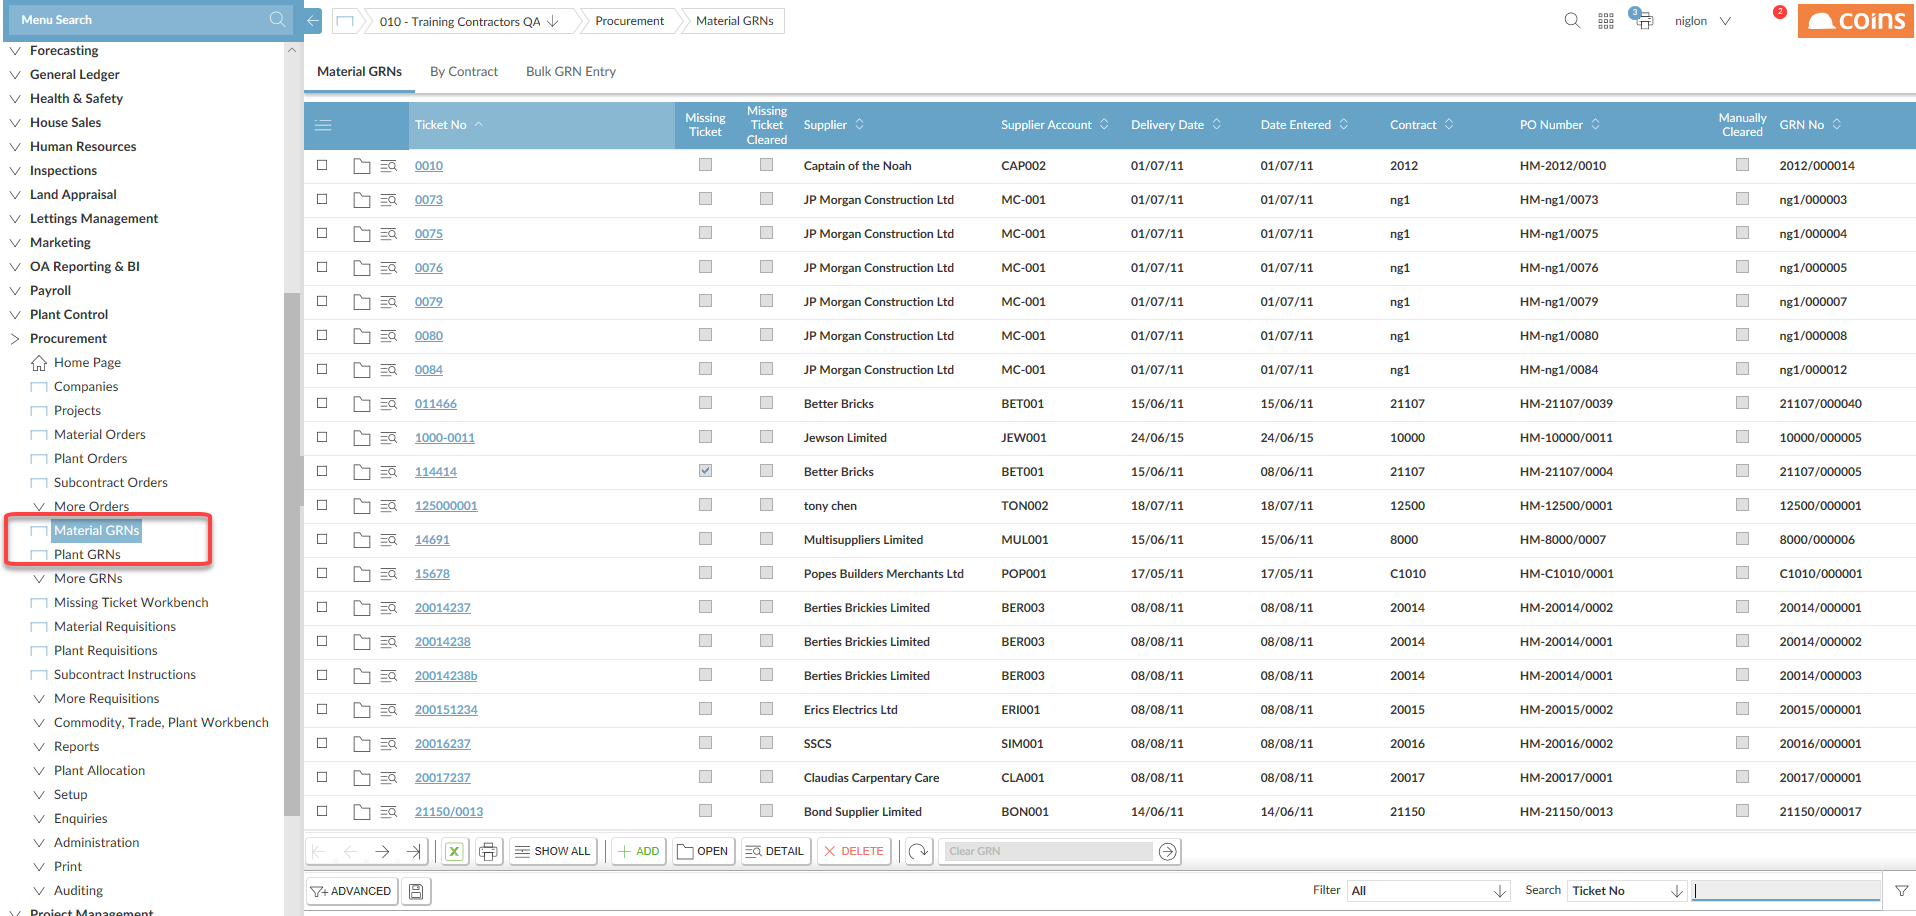 Menu Search
010 - Training Contractors QA
Procurement
Material GRNs
3
niglon
2
coins
Forecasting
General Ledger
Health & Safety
House Sales
Human Resources
Inspections
Land Appraisal
Lettings Management
Marketing
OA Reporting & BI
Payroll
Plant Control
Procurement
Home Page
Companies
Projects
Material Orders
Plant Orders
Subcontract Orders
More Orders
Material GRNs
Plant GRNs
More GRNs
Missing Ticket Workbench
Material Requisitions
Plant Requisitions
Subcontract Instructions
More Requisitions
Commodity, Trade, Plant Workbench
Reports
Plant Allocation
Setup
Enquiries
Administration
Print
Auditing
Project Management
Material GRNs By Contract Bulk GRN Entry
Ticket No Missing Ticket Missing Ticket Cleared Supplier Supplier Account Delivery Date Date Entered Contract PO Number Manually Cleared GRN No
0010 Captain of the Noah CAP002 01/07/11 01/07/11 2012 HM-2012/0010 2012/000014
0073 JP Morgan Construction Ltd MC-001 01/07/11 01/07/11 ng1 HM-ng1/0073 ng1/000003
0075 JP Morgan Construction Ltd MC-001 01/07/11 01/07/11 ng1 HM-ng1/0075 ng1/000004
0076 JP Morgan Construction Ltd MC-001 01/07/11 01/07/11 ng1 HM-ng1/0076 ng1/000005
0079 JP Morgan Construction Ltd MC-001 01/07/11 01/07/11 ng1 HM-ng1/0079 ng1/000007
0080 JP Morgan Construction Ltd MC-001 01/07/11 01/07/11 ng1 HM-ng1/0080 ng1/000008
0084 JP Morgan Construction Ltd MC-001 01/07/11 01/07/11 ng1 HM-ng1/0084 ng1/000012
011466 Better Bricks BET001 15/06/11 15/06/11 21107 HM-21107/0039 21107/000040
1000-0011 Jewson Limited JEW001 24/06/15 24/06/15 10000 HM-10000/0011 10000/000005
114414 Better Bricks BET001 15/06/11 08/06/11 21107 HM-21107/0004 21107/000005
125000001 tony chen TON002 18/07/11 18/07/11 12500 HM-12500/0001 12500/000001
14691 Multisuppliers Limited MUL001 15/06/11 15/06/11 8000 HM-8000/0007 8000/000006
15678 Popes Builders Merchants Ltd POP001 17/05/11 17/05/11 C1010 HM-C1010/0001 C1010/000001
20014237 Berties Brickies Limited BER003 08/08/11 08/08/11 20014 HM-20014/0002 20014/000001
20014238 Berties Brickies Limited BER003 08/08/11 08/08/11 20014 HM-20014/0001 20014/000002
20014238b Berties Brickies Limited BER003 08/08/11 08/08/11 20014 HM-20014/0001 20014/000003
200151234 Erics Electrics Ltd ERI001 08/08/11 08/08/11 20015 HM-20015/0002 20015/000001
20016237 SSCS SIM001 08/08/11 08/08/11 20016 HM-20016/0002 20016/000001
20017237 Claudias Carpentary Care CLA001 08/08/11 08/08/11 20017 HM-20017/0001 20017/000001
21150/0013 Bond Supplier Limited BON001 14/06/11 14/06/11 21150 HM-21150/0013 21150/000017
SHOW ALL ADD OPEN DETAIL DELETE Clear GRN
ADVANCED Filter All Search Ticket No